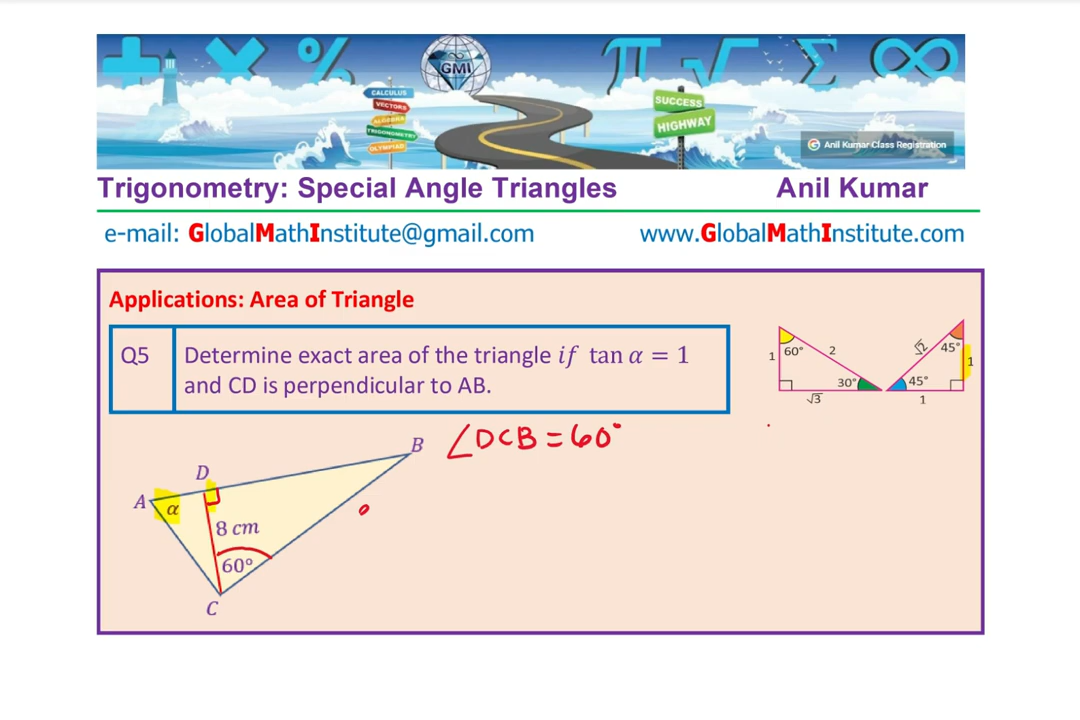 GMI
CALCULUS
VECTORS
ALGEBRA
TRIGONOMETRY
OLYMPIAD
SUCCESS
HIGHWAY
Anil Kumar Class Registration
Trigonometry: Special Angle Triangles Anil Kumar
e-mail: GlobalMathInstitute@gmail.com www.GlobalMathInstitute.com
Applications: Area of Triangle
Q5 Determine exact area of the triangle if tan α = 1
and CD is perpendicular to AB.
1 60° 2 30° √3
√2 45° 1 45° 1
B ∠DCB = 60°
D
A α
8 cm
60°
C